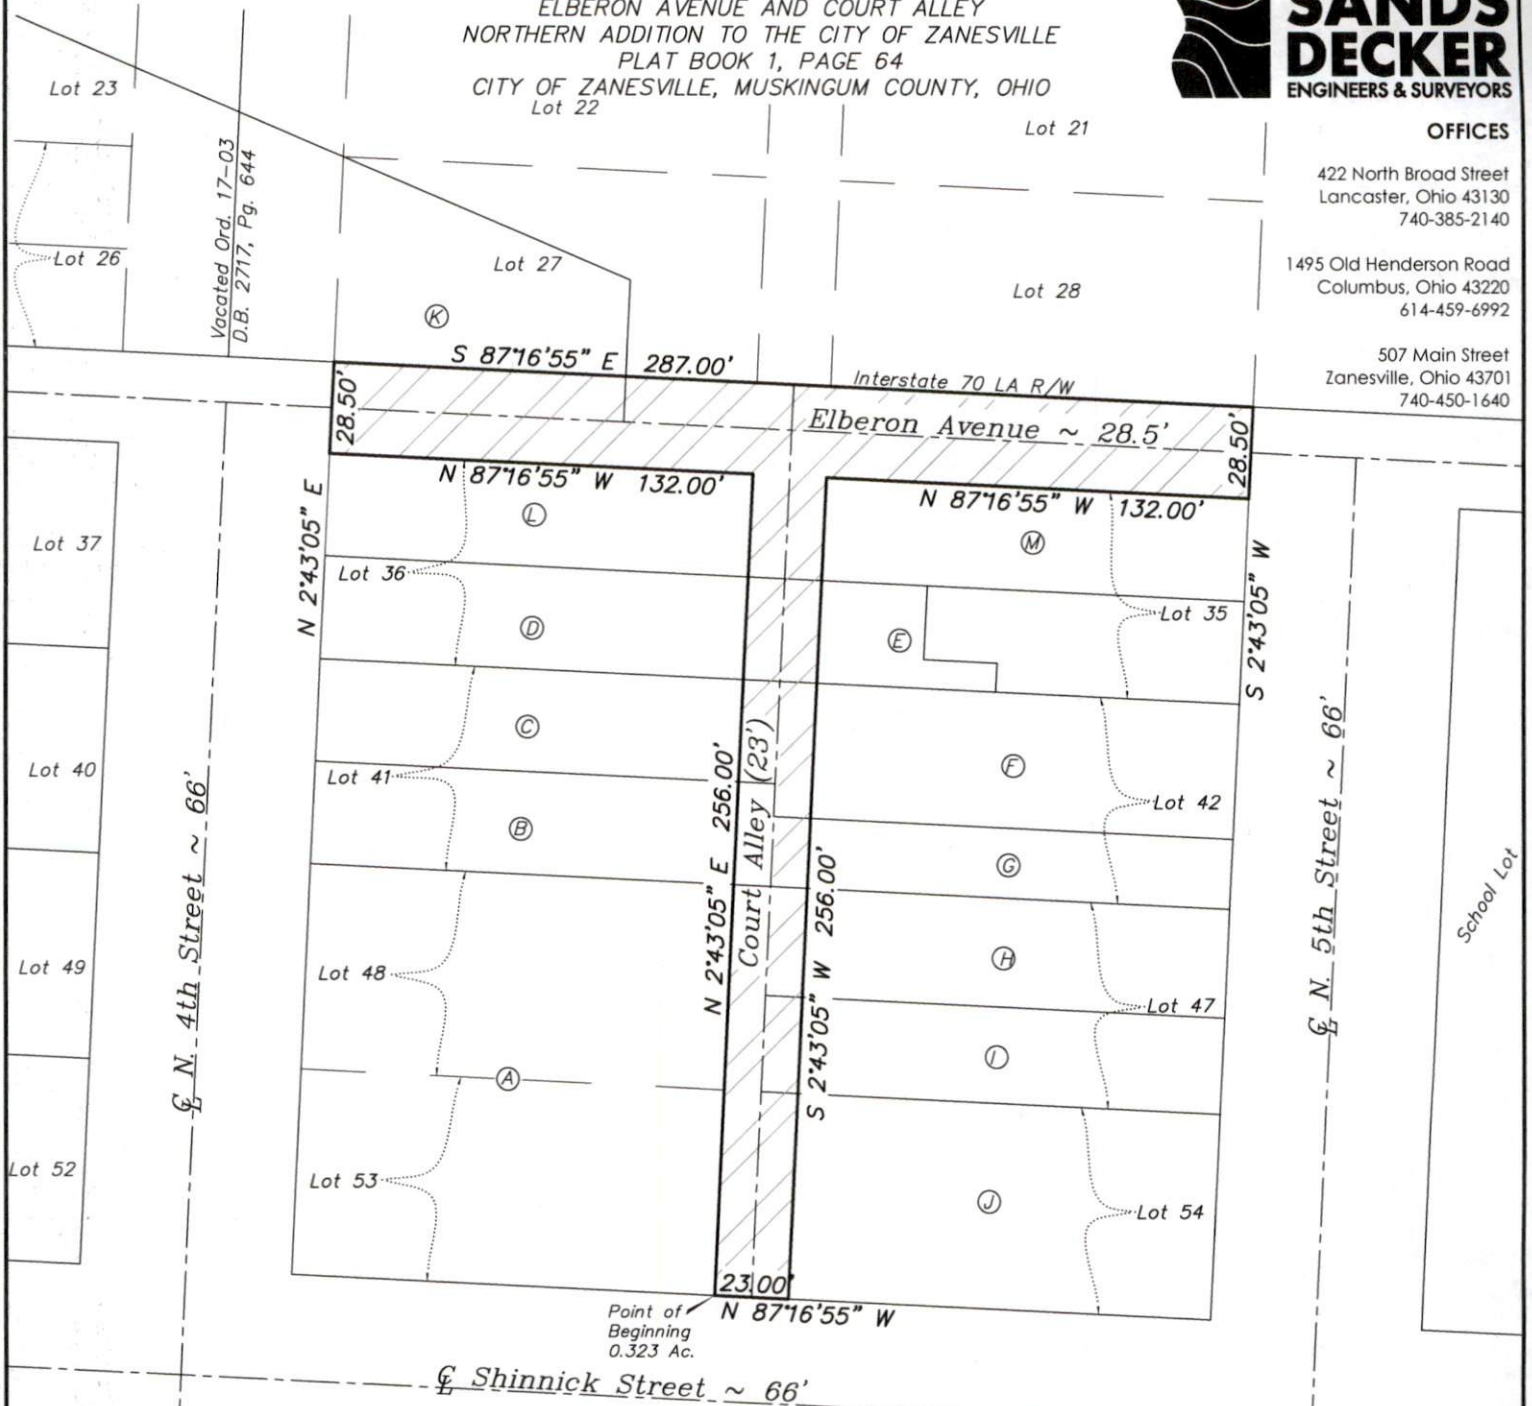 ELBERON AVENUE AND COURT ALLEY
NORTHERN ADDITION TO THE CITY OF ZANESVILLE
PLAT BOOK 1, PAGE 64
CITY OF ZANESVILLE, MUSKINGUM COUNTY, OHIO
SANDS
DECKER
ENGINEERS & SURVEYORS
OFFICES
422 North Broad Street
Lancaster, Ohio 43130
740-385-2140
1495 Old Henderson Road
Columbus, Ohio 43220
614-459-6992
507 Main Street
Zanesville, Ohio 43701
740-450-1640
Lot 23
Lot 22
Lot 21
Vacated Ord. 17-03
D.B. 2717, Pg. 644
Lot 26
Lot 27
Lot 28
K
S 87°16'55" E 287.00'
Interstate 70 LA R/W
28.50'
Elberon Avenue ~ 28.5'
28.50'
N 87°16'55" W 132.00'
N 87°16'55" W 132.00'
N 2°43'05" E
L
M
S 2°43'05" W
Lot 37
Lot 36
Lot 35
D
E
C
F
Lot 40
Lot 41
Lot 42
B
G
N 2°43'05" E 256.00'
Court Alley (23')
S 2°43'05" W 256.00'
℄ N. 4th Street ~ 66'
℄ N. 5th Street ~ 66'
School Lot
Lot 49
Lot 48
H
Lot 47
I
A
Lot 52
Lot 53
J
Lot 54
23.00'
N 87°16'55" W
Point of
Beginning
0.323 Ac.
℄ Shinnick Street ~ 66'